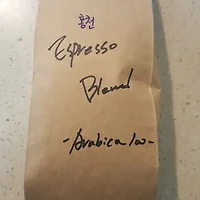 홍천
Espresso
Blend
-Arabica 100-